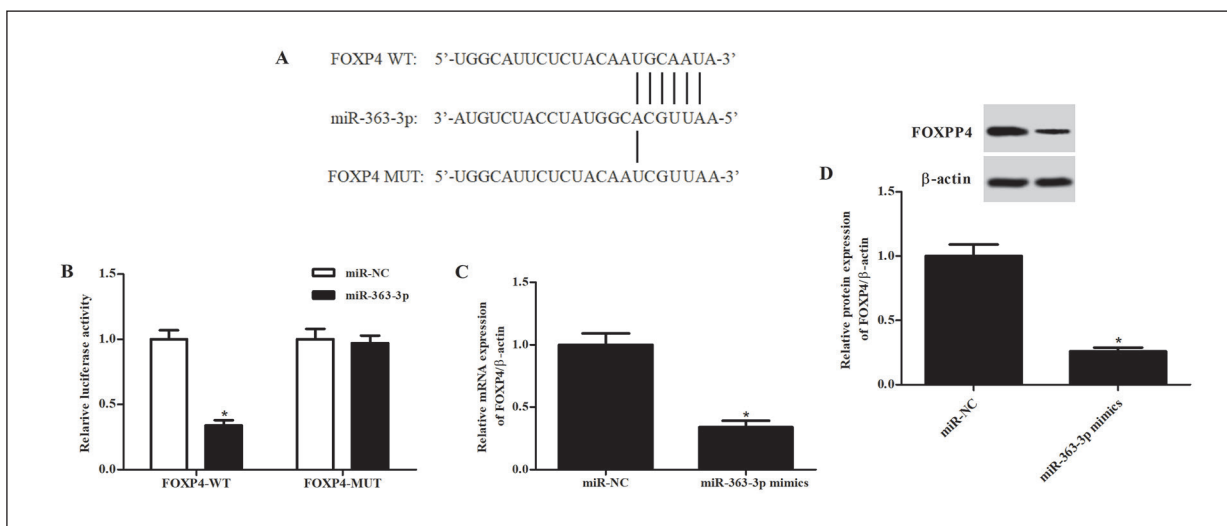 A
FOXP4 WT: 5’-UGGCAUUCUCUACAAUGCAAUA-3’
miR-363-3p: 3’-AUGUCUACCUAUGGCACGUUAA-5’
FOXP4 MUT: 5’-UGGCAUUCUCUACAAUCGUUAA-3’
B
Relarive luciferase activity
1.5
1.0
0.5
0.0
miR-NC
miR-363-3p
*
FOXP4-WT
FOXP4-MUT
C
Relative mRNA expression
of FOXP4/β-actin
1.5
1.0
0.5
0.0
*
miR-NC
miR-363-3p mimics
D
FOXPP4
β-actin
Relative protein expression
of FOXP4/β-actin
1.5
1.0
0.5
0.0
*
miR-NC
miR-363-3p mimics